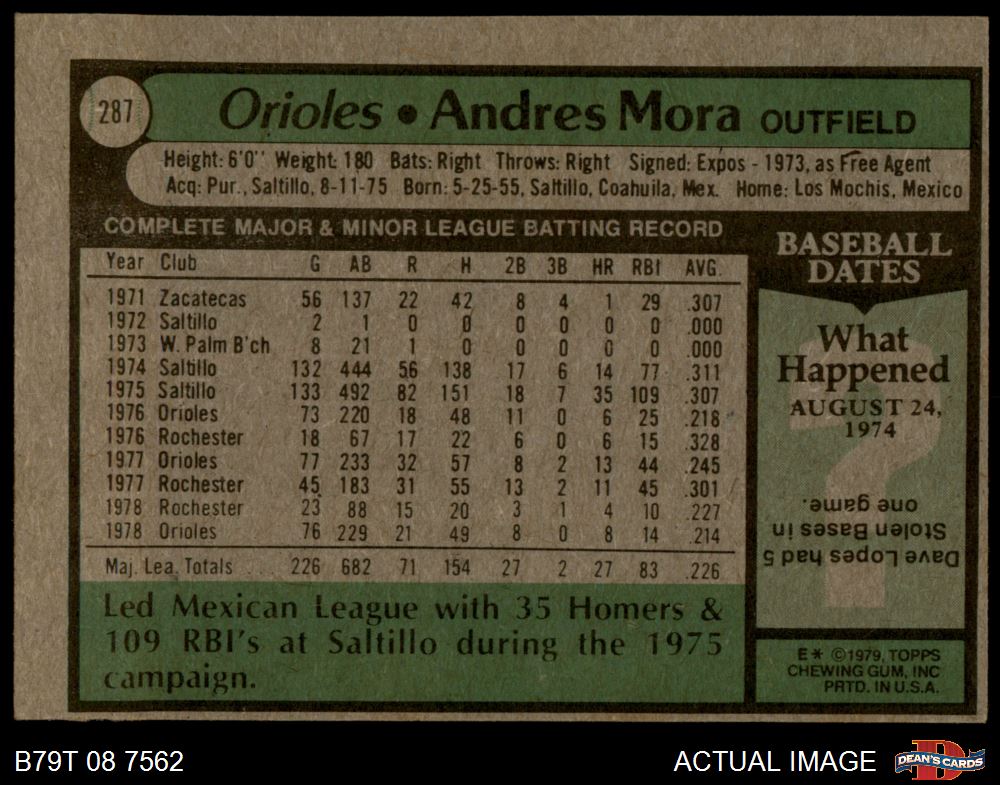 287
Orioles • Andres Mora OUTFIELD
Height: 6'0" Weight: 180 Bats: Right Throws: Right Signed: Expos - 1973, as Free Agent
Acq: Pur., Saltillo, 8-11-75 Born: 5-25-55, Saltillo, Coahuila, Mex. Home: Los Mochis, Mexico
COMPLETE MAJOR & MINOR LEAGUE BATTING RECORD
Year Club G AB R H 2B 3B HR RBI AVG.
1971 Zacatecas 56 137 22 42 8 4 1 29 .307
1972 Saltillo 2 1 0 0 0 0 0 0 .000
1973 W. Palm B'ch 8 21 1 0 0 0 0 0 .000
1974 Saltillo 132 444 56 138 17 6 14 77 .311
1975 Saltillo 133 492 82 151 18 7 35 109 .307
1976 Orioles 73 220 18 48 11 0 6 25 .218
1976 Rochester 18 67 17 22 6 0 6 15 .328
1977 Orioles 77 233 32 57 8 2 13 44 .245
1977 Rochester 45 183 31 55 13 2 11 45 .301
1978 Rochester 23 88 15 20 3 1 4 10 .227
1978 Orioles 76 229 21 49 8 0 8 14 .214
Maj. Lea. Totals 226 682 71 154 27 2 27 83 .226
Led Mexican League with 35 Homers &
109 RBI's at Saltillo during the 1975
campaign.
BASEBALL
DATES
What
Happened
AUGUST 24,
1974
Dave Lopes had 5
Stolen Bases in
one game.
E* ©1979, TOPPS
CHEWING GUM, INC
PRTD. IN U.S.A.
B79T 08 7562
ACTUAL IMAGE
D
DEAN'S CARDS